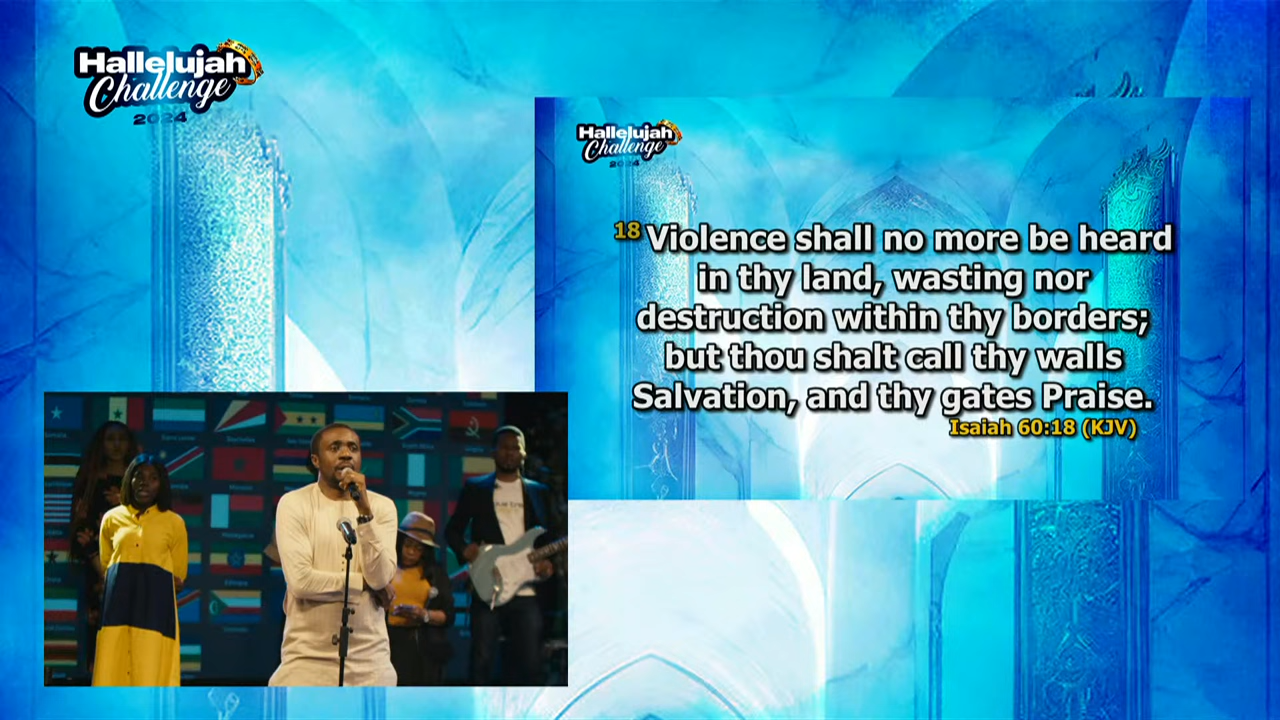 Hallelujah
Challenge
2024
Hallelujah
Challenge
2024
18 Violence shall no more be heard
in thy land, wasting nor
destruction within thy borders;
but thou shalt call thy walls
Salvation, and thy gates Praise.
Isaiah 60:18 (KJV)